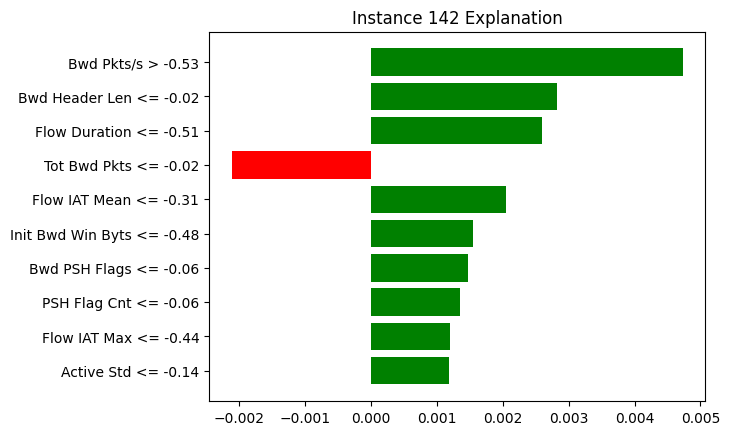 Instance 142 Explanation
Bwd Pkts/s > -0.53
Bwd Header Len <= -0.02
Flow Duration <= -0.51
Tot Bwd Pkts <= -0.02
Flow IAT Mean <= -0.31
Init Bwd Win Byts <= -0.48
Bwd PSH Flags <= -0.06
PSH Flag Cnt <= -0.06
Flow IAT Max <= -0.44
Active Std <= -0.14
−0.002 −0.001 0.000 0.001 0.002 0.003 0.004 0.005